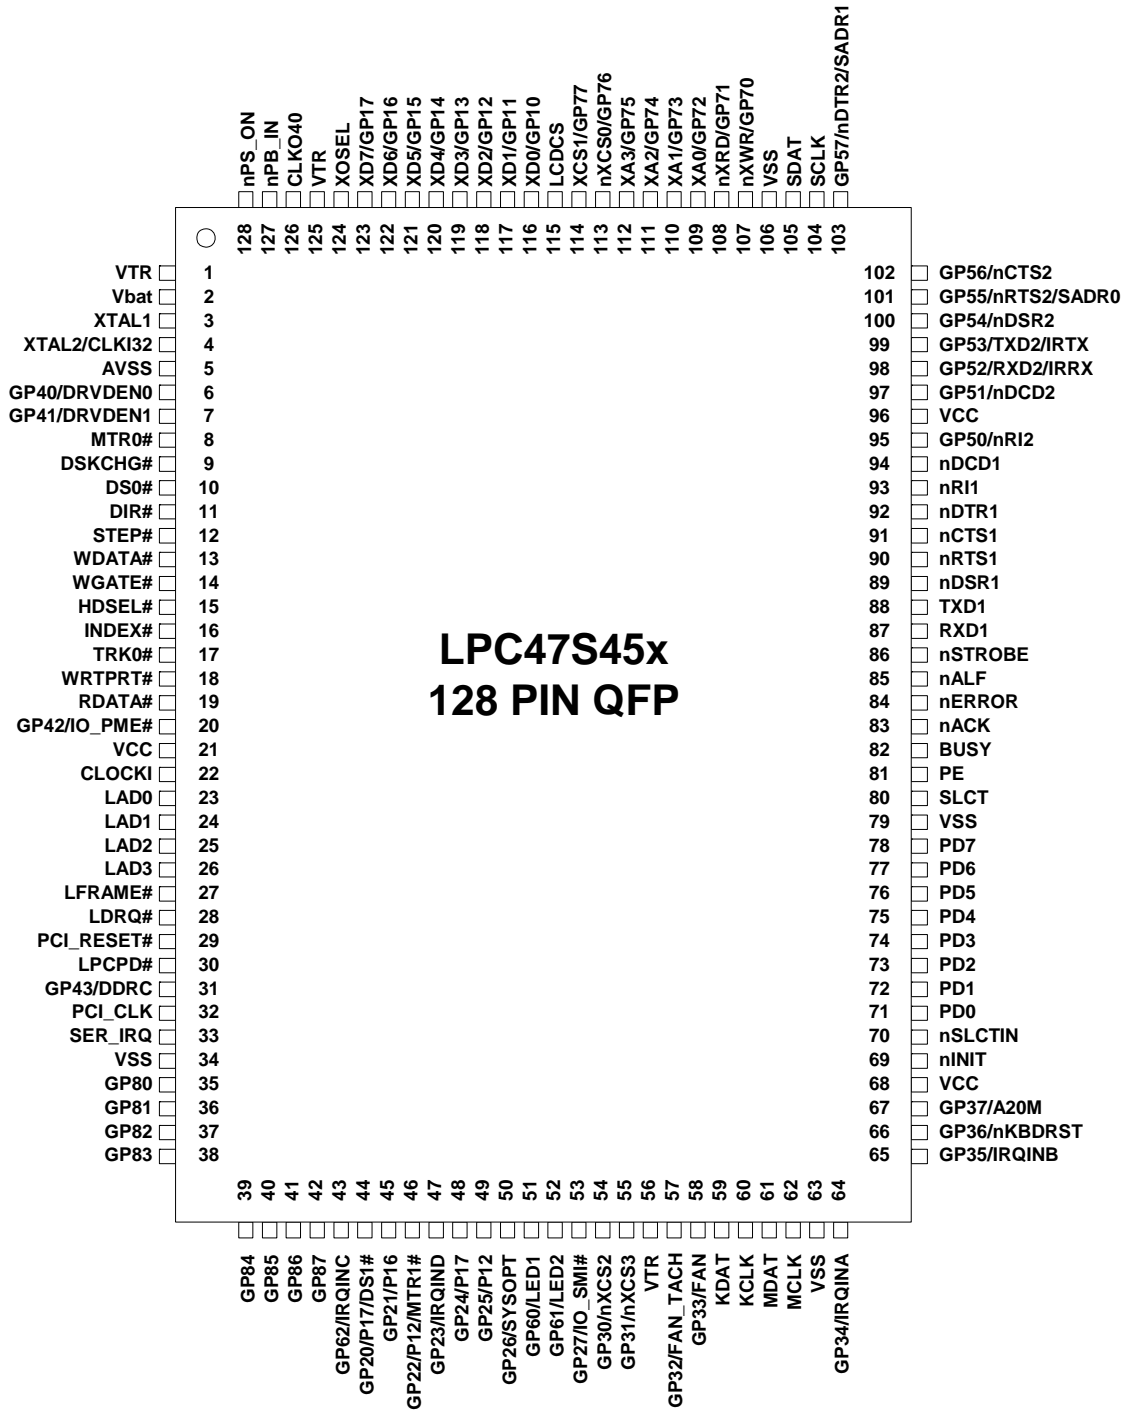 nPS_ON
nPB_IN
CLKO40
VTR
XOSEL
XD7/GP17
XD6/GP16
XD5/GP15
XD4/GP14
XD3/GP13
XD2/GP12
XD1/GP11
XD0/GP10
LCDCS
XCS1/GP77
nXCS0/GP76
XA3/GP75
XA2/GP74
XA1/GP73
XA0/GP72
nXRD/GP71
nXWR/GP70
VSS
SDAT
SCLK
GP57/nDTR2/SADR1
128
127
126
125
124
123
122
121
120
119
118
117
116
115
114
113
112
111
110
109
108
107
106
105
104
103
VTR 1
Vbat 2
XTAL1 3
XTAL2/CLKI32 4
AVSS 5
GP40/DRVDEN0 6
GP41/DRVDEN1 7
MTR0# 8
DSKCHG# 9
DS0# 10
DIR# 11
STEP# 12
WDATA# 13
WGATE# 14
HDSEL# 15
INDEX# 16
TRK0# 17
WRTPRT# 18
RDATA# 19
GP42/IO_PME# 20
VCC 21
CLOCKI 22
LAD0 23
LAD1 24
LAD2 25
LAD3 26
LFRAME# 27
LDRQ# 28
PCI_RESET# 29
LPCPD# 30
GP43/DDRC 31
PCI_CLK 32
SER_IRQ 33
VSS 34
GP80 35
GP81 36
GP82 37
GP83 38
LPC47S45x
128 PIN QFP
102 GP56/nCTS2
101 GP55/nRTS2/SADR0
100 GP54/nDSR2
99 GP53/TXD2/IRTX
98 GP52/RXD2/IRRX
97 GP51/nDCD2
96 VCC
95 GP50/nRI2
94 nDCD1
93 nRI1
92 nDTR1
91 nCTS1
90 nRTS1
89 nDSR1
88 TXD1
87 RXD1
86 nSTROBE
85 nALF
84 nERROR
83 nACK
82 BUSY
81 PE
80 SLCT
79 VSS
78 PD7
77 PD6
76 PD5
75 PD4
74 PD3
73 PD2
72 PD1
71 PD0
70 nSLCTIN
69 nINIT
68 VCC
67 GP37/A20M
66 GP36/nKBDRST
65 GP35/IRQINB
39
40
41
42
43
44
45
46
47
48
49
50
51
52
53
54
55
56
57
58
59
60
61
62
63
64
GP84
GP85
GP86
GP87
GP62/IRQINC
GP20/P17/DS1#
GP21/P16
GP22/P12/MTR1#
GP23/IRQIND
GP24/P17
GP25/P12
GP26/SYSOPT
GP60/LED1
GP61/LED2
GP27/IO_SMI#
GP30/nXCS2
GP31/nXCS3
VTR
GP32/FAN_TACH
GP33/FAN
KDAT
KCLK
MDAT
MCLK
VSS
GP34/IRQINA